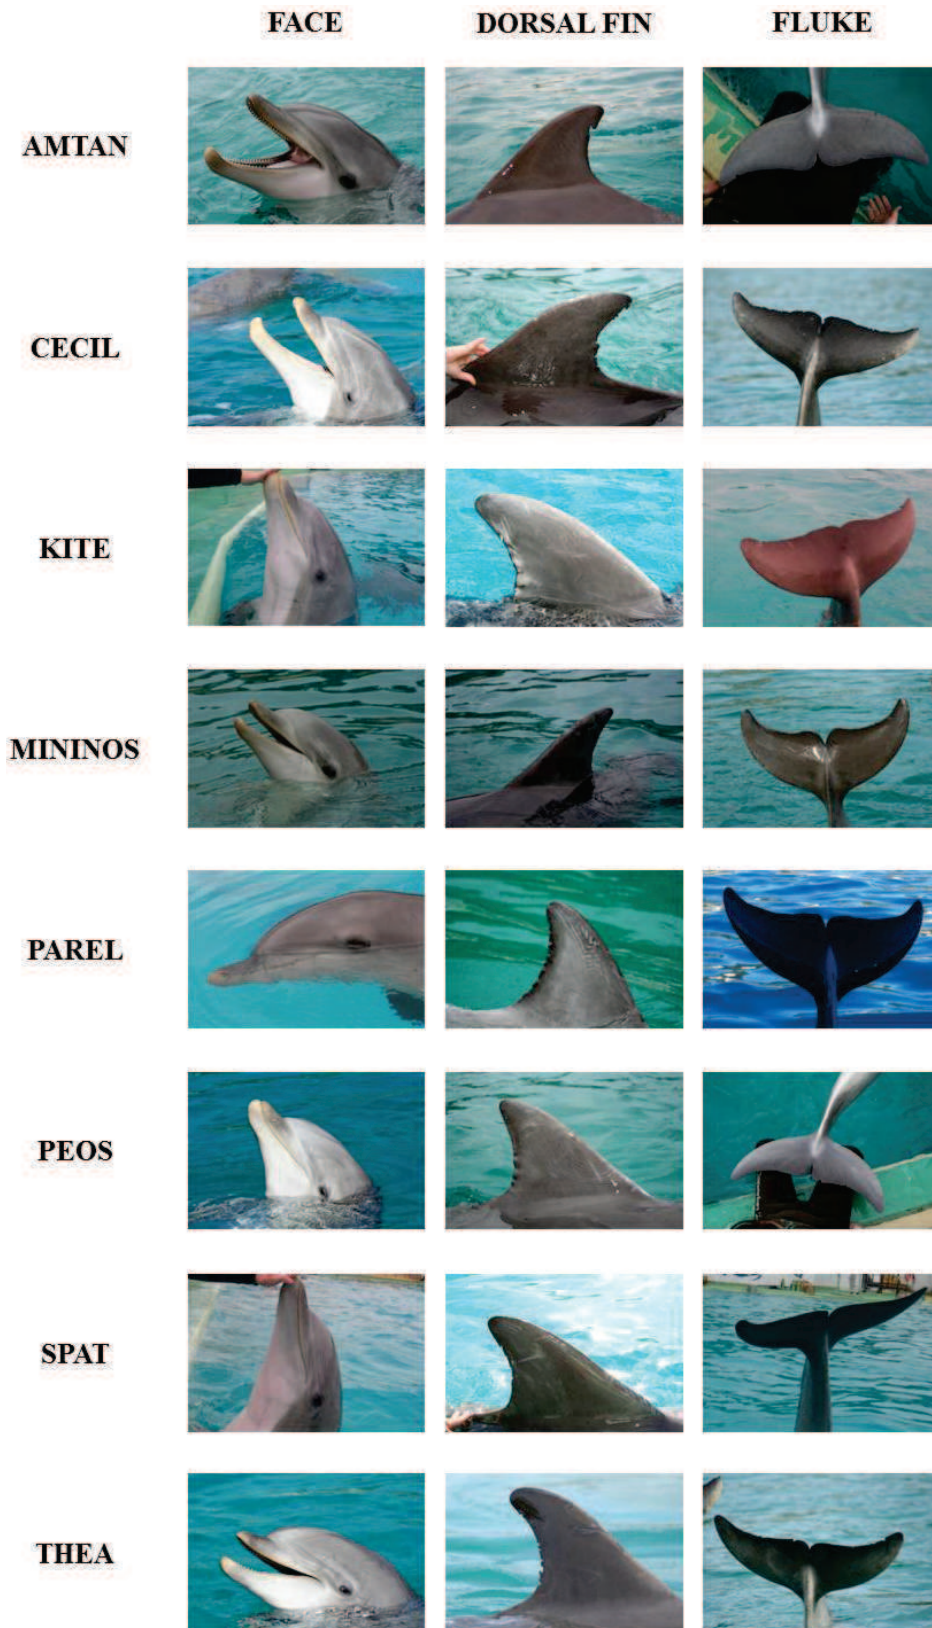 FACE DORSAL FIN FLUKE
AMTAN
CECIL
KITE
MININOS
PAREL
PEOS
SPAT
THEA